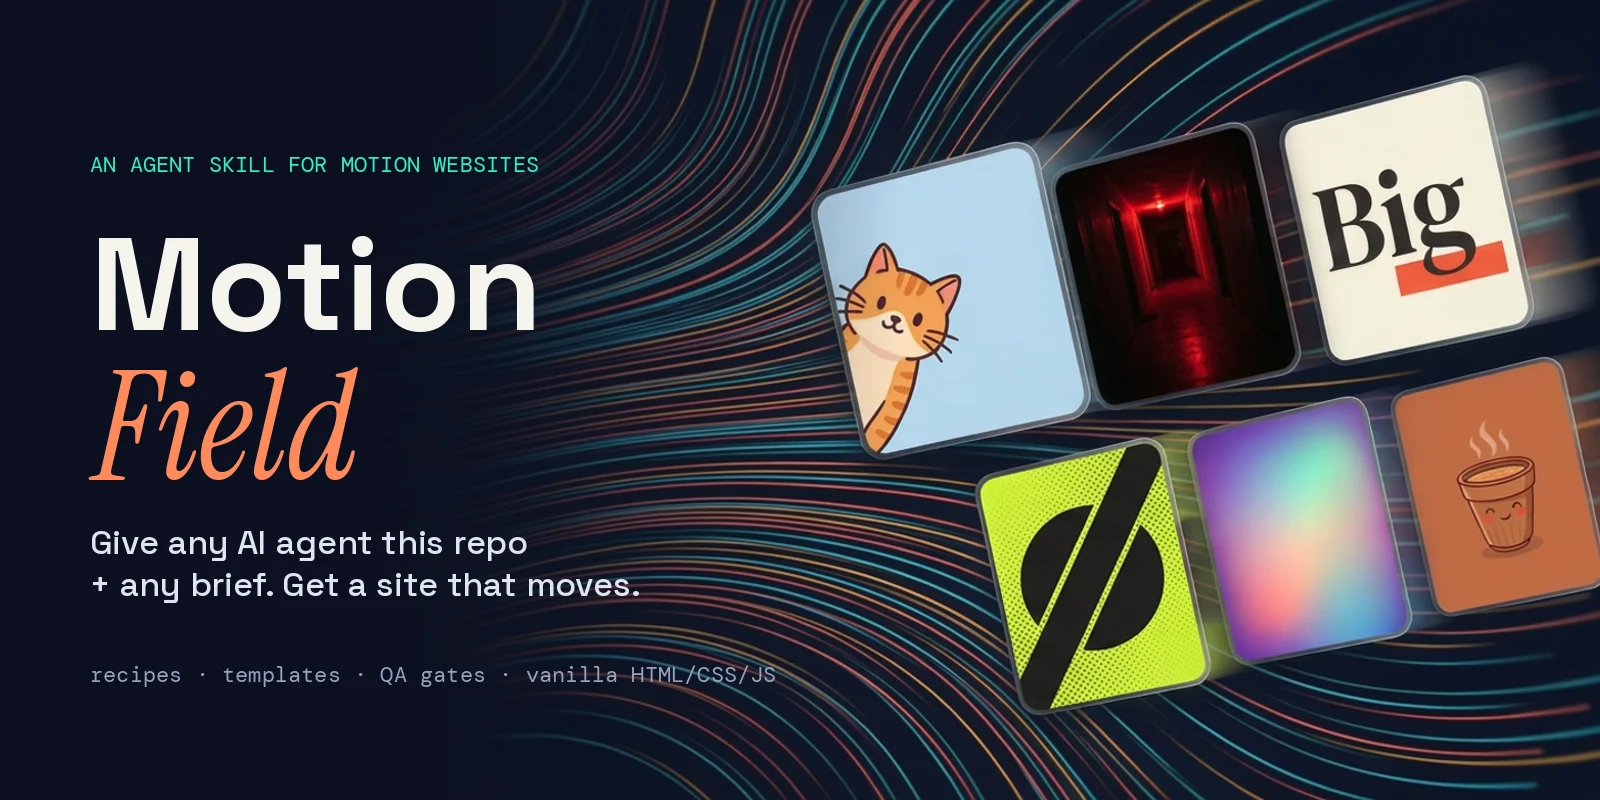 AN AGENT SKILL FOR MOTION WEBSITES
Motion
Field
Give any AI agent this repo
+ any brief. Get a site that moves.
recipes · templates · QA gates · vanilla HTML/CSS/JS
Big